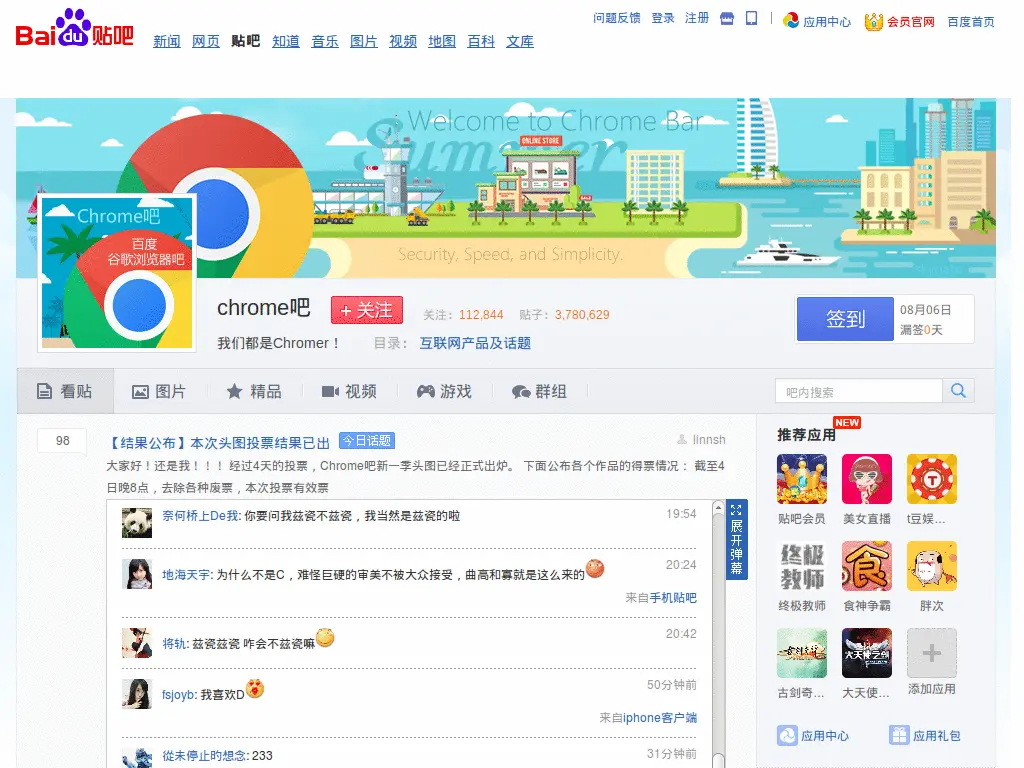 Bai du 贴吧
新闻 网页 贴吧 知道 音乐 图片 视频 地图 百科 文库
问题反馈 登录 注册 应用中心 会员官网 百度首页
Welcome to Chrome Bar
Summer
ONLINE STORE
Security, Speed, and Simplicity.
Chrome吧
百度
谷歌浏览器吧
chrome吧
+ 关注
关注：112,844 贴子：3,780,629
我们都是Chromer！ 目录： 互联网产品及话题
签到
08月06日
漏签0天
看贴 图片 精品 视频 游戏 群组
吧内搜索
98
【结果公布】本次头图投票结果已出 今日话题
linnsh
大家好！还是我！！！ 经过4天的投票，Chrome吧新一季头图已经正式出炉。 下面公布各个作品的得票情况： 截至4
日晚8点，去除各种废票，本次投票有效票
奈何桥上De我: 你要问我兹瓷不兹瓷，我当然是兹瓷的啦
19:54
地海天宇: 为什么不是C，难怪巨硬的审美不被大众接受，曲高和寡就是这么来的
20:24
来自手机贴吧
将轨: 兹瓷兹瓷 咋会不兹瓷嘛
20:42
fsjoyb: 我喜欢D
50分钟前
来自iphone客户端
從未停止旳想念: 233
31分钟前
展开弹幕
推荐应用
NEW
贴吧会员 美女直播 t豆娱...
终极
教师
食
终极教师 食神争霸 胖次
大天使之剑
古剑奇... 大天使... 添加应用
应用中心 应用礼包